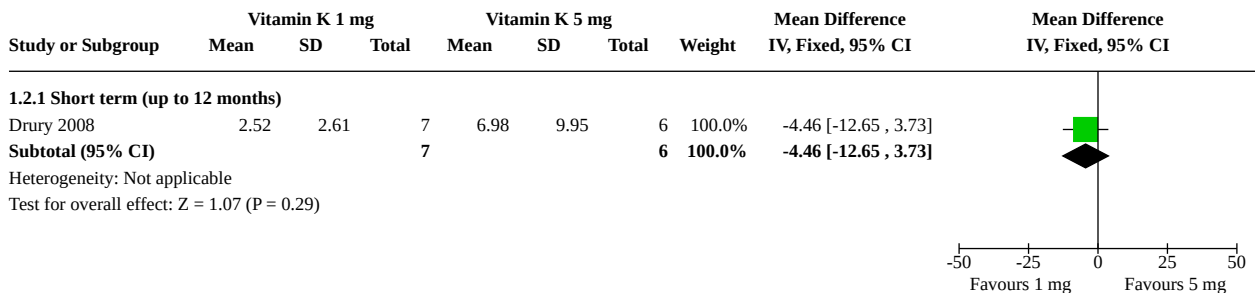 Vitamin K 1 mg Vitamin K 5 mg Mean Difference Mean Difference
Study or Subgroup Mean SD Total Mean SD Total Weight IV, Fixed, 95% CI IV, Fixed, 95% CI
1.2.1 Short term (up to 12 months)
Drury 2008 2.52 2.61 7 6.98 9.95 6 100.0% -4.46 [-12.65 , 3.73]
Subtotal (95% CI) 7 6 100.0% -4.46 [-12.65 , 3.73]
Heterogeneity: Not applicable
Test for overall effect: Z = 1.07 (P = 0.29)
-50 -25 0 25 50
Favours 1 mg Favours 5 mg